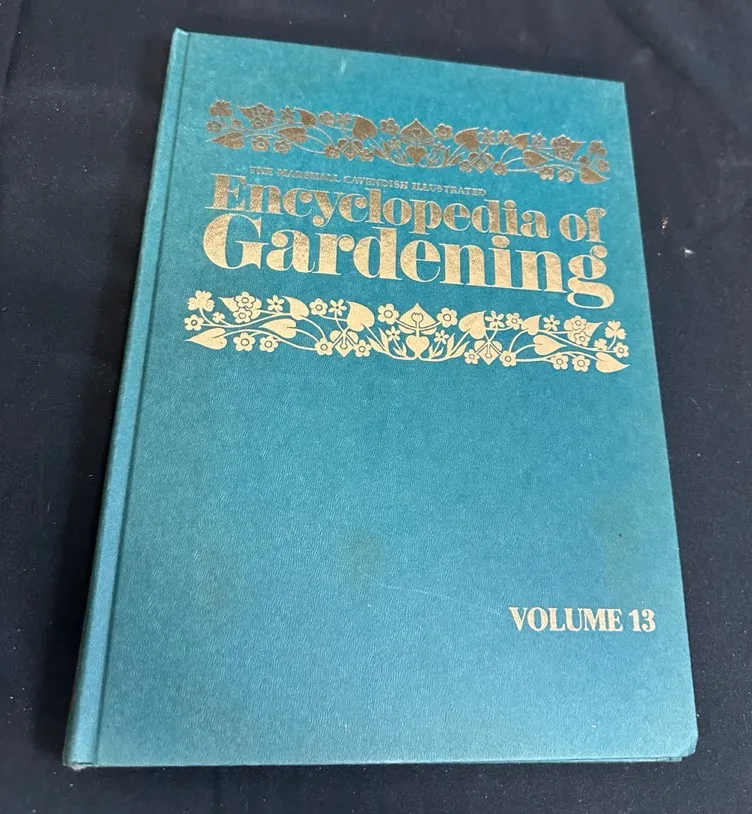 THE MARSHALL CAVENDISH ILLUSTRATED
Encyclopedia of
Gardening
VOLUME 13